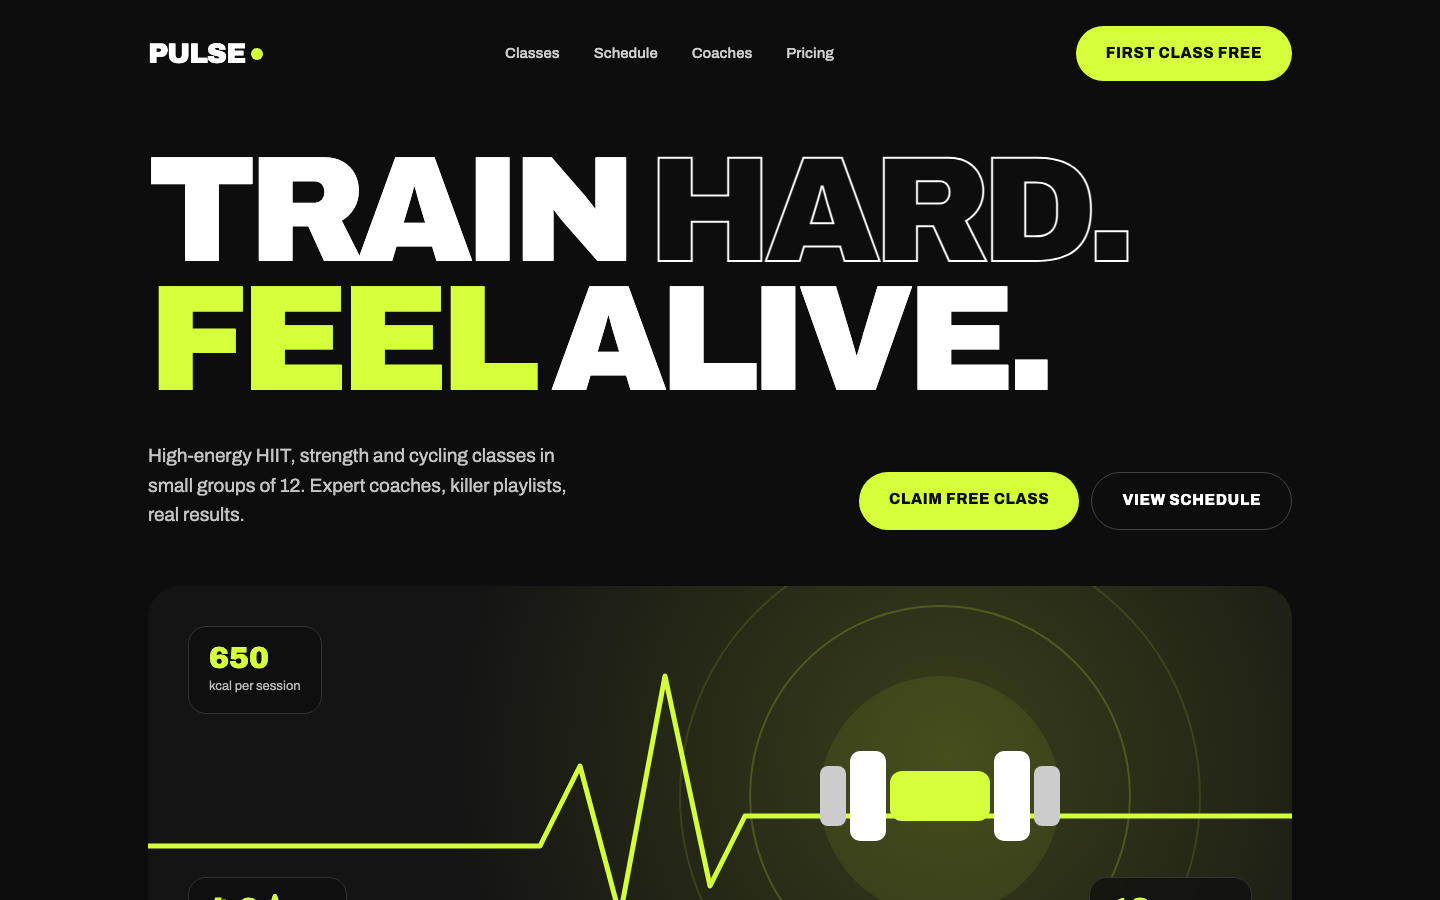 PULSE
Classes
Schedule
Coaches
Pricing
FIRST CLASS FREE
TRAIN HARD.
FEEL ALIVE.
High-energy HIIT, strength and cycling classes in
small groups of 12. Expert coaches, killer playlists,
real results.
CLAIM FREE CLASS
VIEW SCHEDULE
650
kcal per session